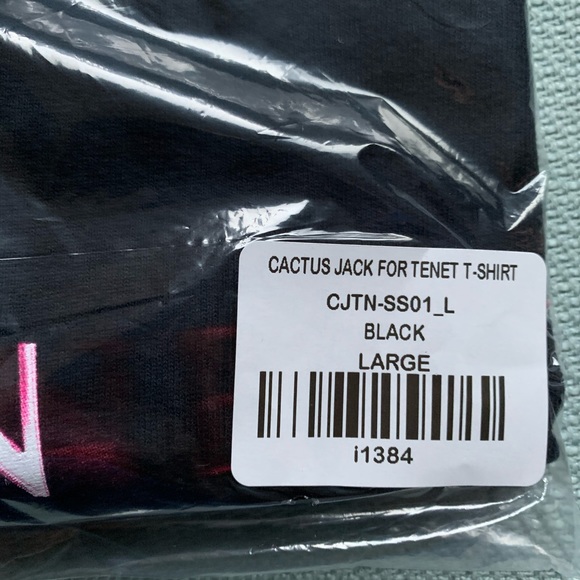 CACTUS JACK FOR TENET T-SHIRT
CJTN-SS01_L
BLACK
LARGE
i1384